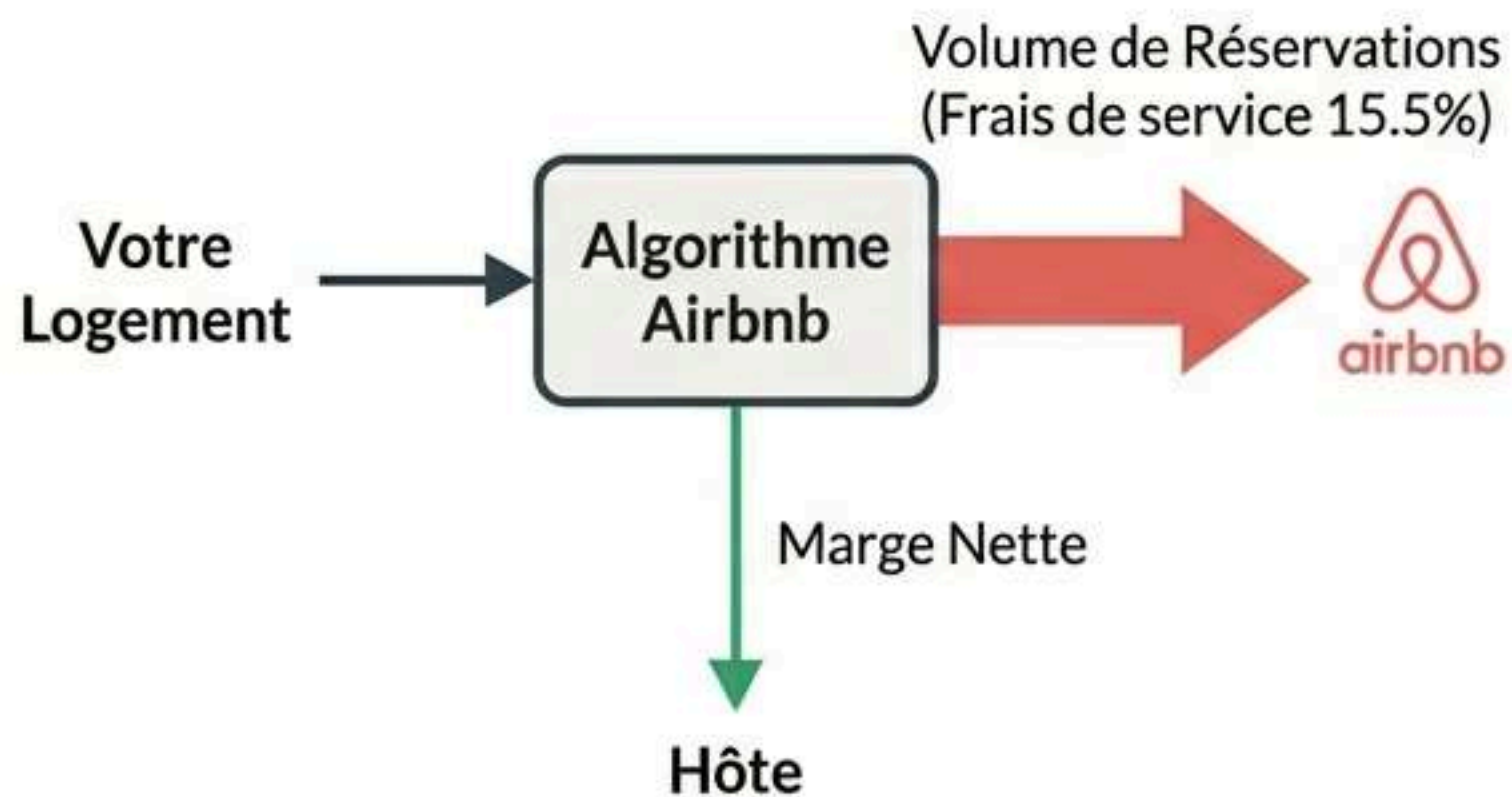 Volume de Réservations
(Frais de service 15.5%)
Votre
Logement
Algorithme
Airbnb
airbnb
Marge Nette
Hôte